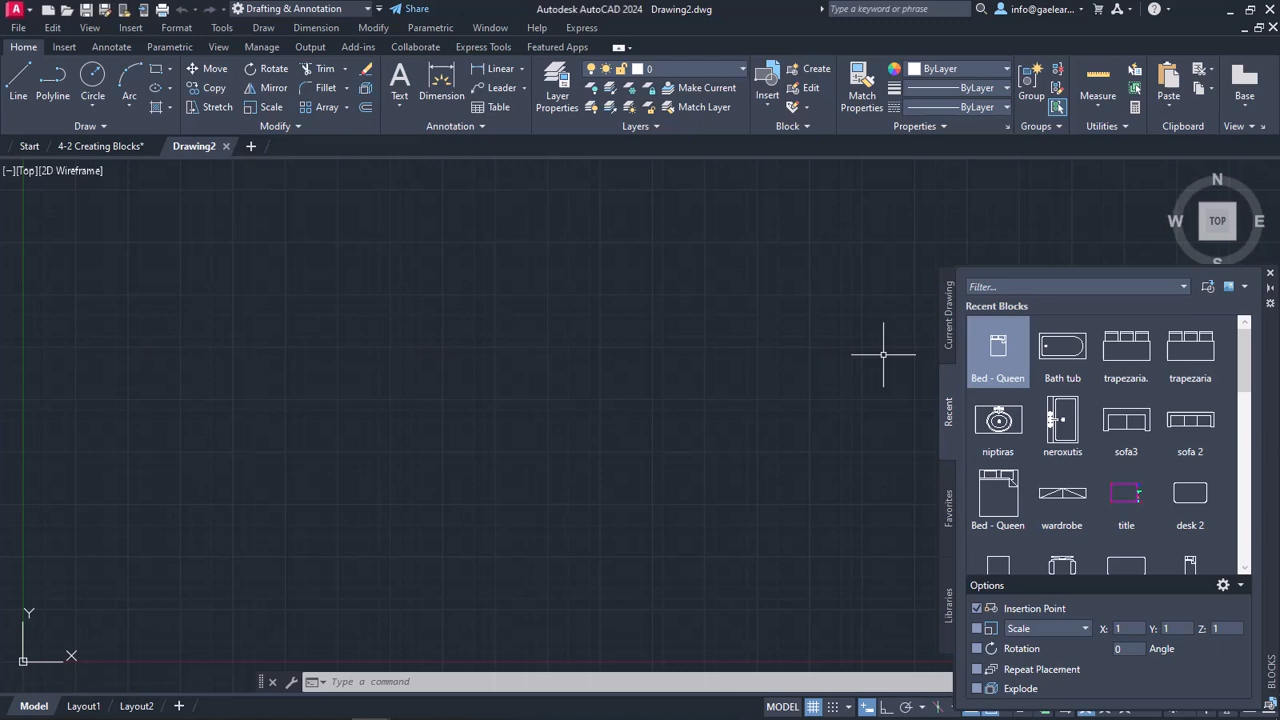 Drafting & Annotation
Share
Autodesk AutoCAD 2024 Drawing2.dwg
Type a keyword or phrase
info@gaelear...
File Edit View Insert Format Tools Draw Dimension Modify Parametric Window Help Express
Home Insert Annotate Parametric View Manage Output Add-ins Collaborate Express Tools Featured Apps
Line Polyline Circle Arc
Move Rotate Trim
Copy Mirror Fillet
Stretch Scale Array
Text Dimension
Linear
Leader
Table
Layer Properties
0
Make Current
Match Layer
Insert
Create
Edit
Match Properties
ByLayer
ByLayer
ByLayer
Group
Measure
Paste
Base
Draw Modify Annotation Layers Block Properties Groups Utilities Clipboard View
Start 4-2 Creating Blocks* Drawing2
[−][Top][2D Wireframe]
N
W TOP E
S
Current Drawing
Recent
Favorites
Libraries
Filter...
Recent Blocks
Bed - Queen Bath tub trapezaria. trapezaria
niptiras neroxutis sofa3 sofa 2
Bed - Queen wardrobe title desk 2
Options
Insertion Point
Scale X: 1 Y: 1 Z: 1
Rotation 0 Angle
Repeat Placement
Explode
BLOCKS
Y
X
Type a command
Model Layout1 Layout2
MODEL